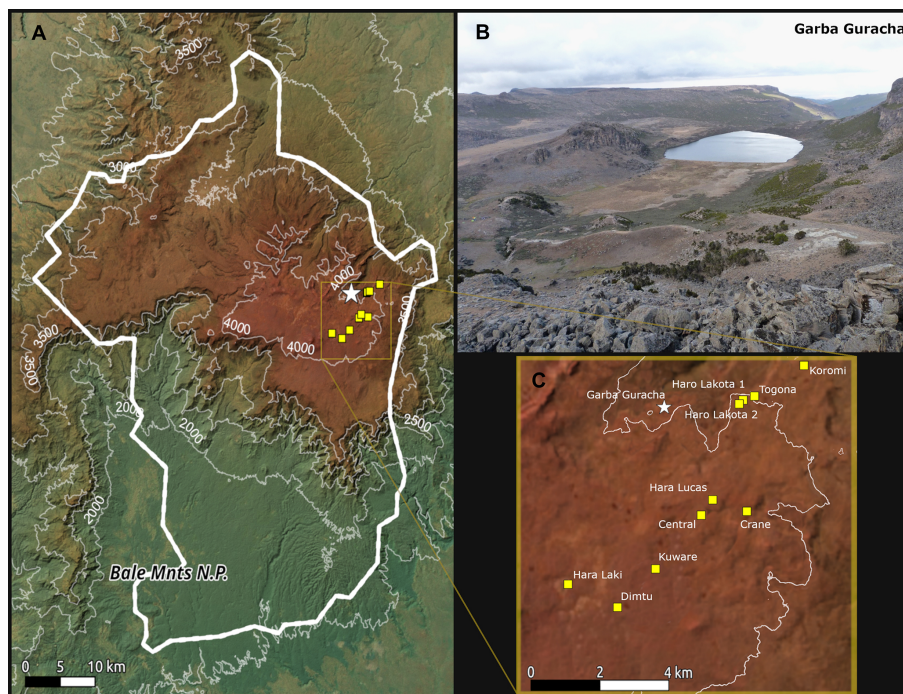 A
3500
3000
4000
4000
4000
2500
3500
3500
2000
2000
2500
2000
Bale Mnts N.P.
0 5 10 km
B
Garba Guracha
C
Koromi
Haro Lakota 1
Togona
Garba Guracha
Haro Lakota 2
Hara Lucas
Central
Crane
Kuware
Hara Laki
Dimtu
0 2 4 km